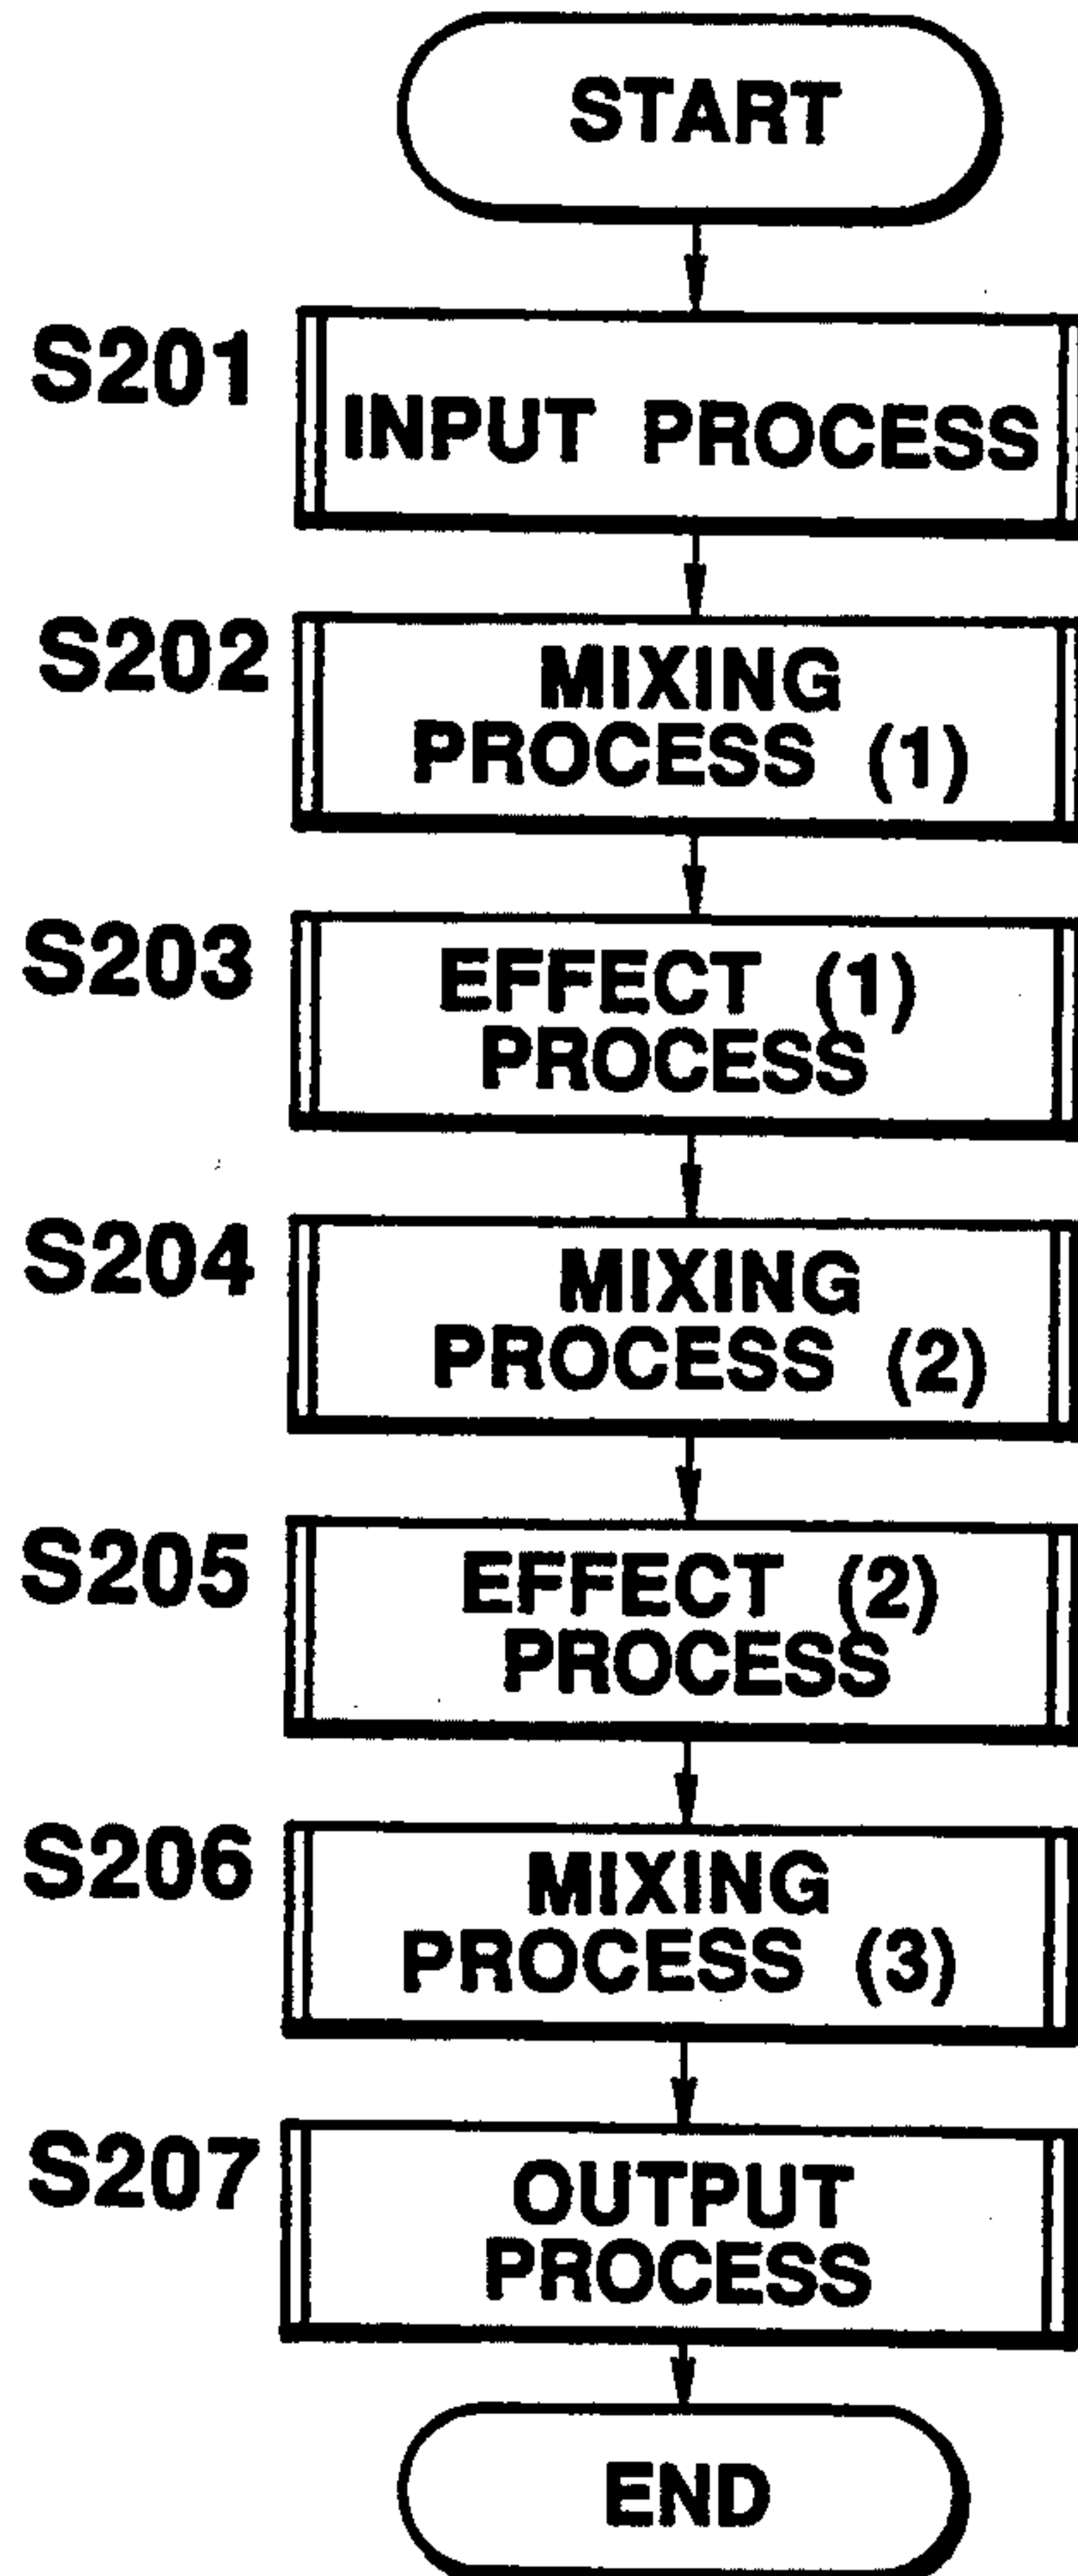 START
S201
INPUT PROCESS
S202
MIXING
PROCESS (1)
S203
EFFECT (1)
PROCESS
S204
MIXING
PROCESS (2)
S205
EFFECT (2)
PROCESS
S206
MIXING
PROCESS (3)
S207
OUTPUT
PROCESS
END